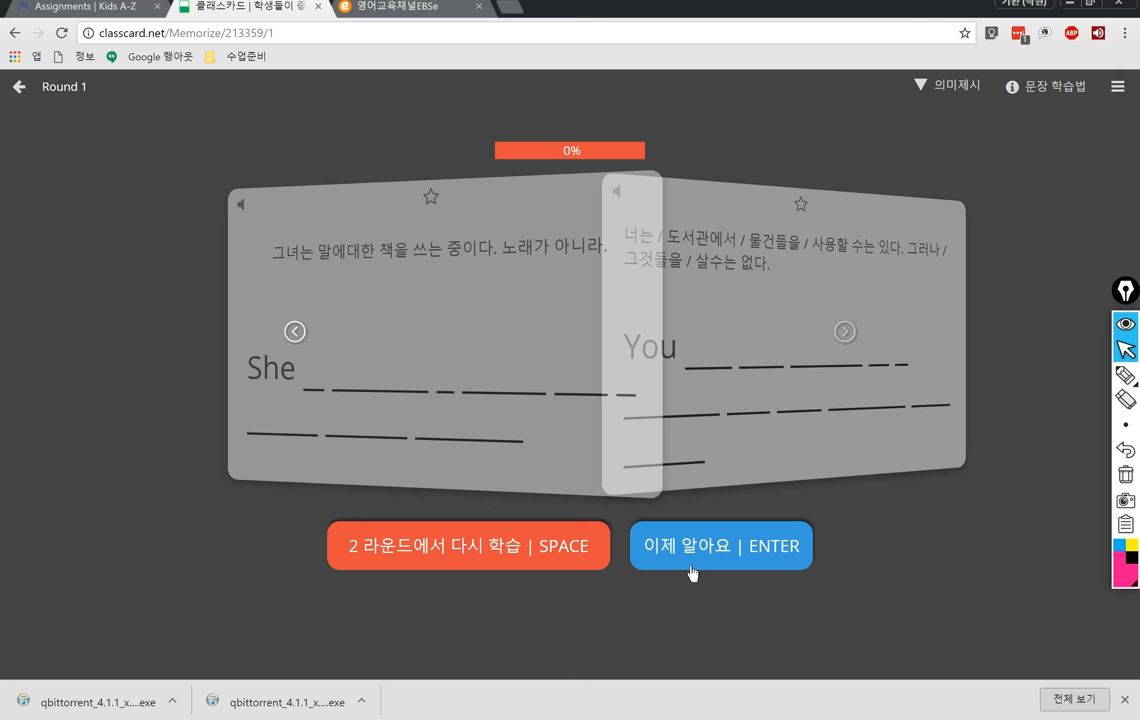 Assignments | Kids A-Z
클래스카드 | 학생들이 좋
영어교육채널EBSe
classcard.net/Memorize/213359/1
앱 정보 Google 행아웃 수업준비
Round 1
의미제시 문장 학습법
0%
그녀는 말에대한 책을 쓰는 중이다. 노래가 아니라.
She
너는 / 도서관에서 / 물건들을 / 사용할 수는 있다. 그러나 /
그것들을 / 살수는 없다.
You
2 라운드에서 다시 학습 | SPACE
이제 알아요 | ENTER
qbittorrent_4.1.1_x....exe
qbittorrent_4.1.1_x....exe
전체 보기
ABP
1